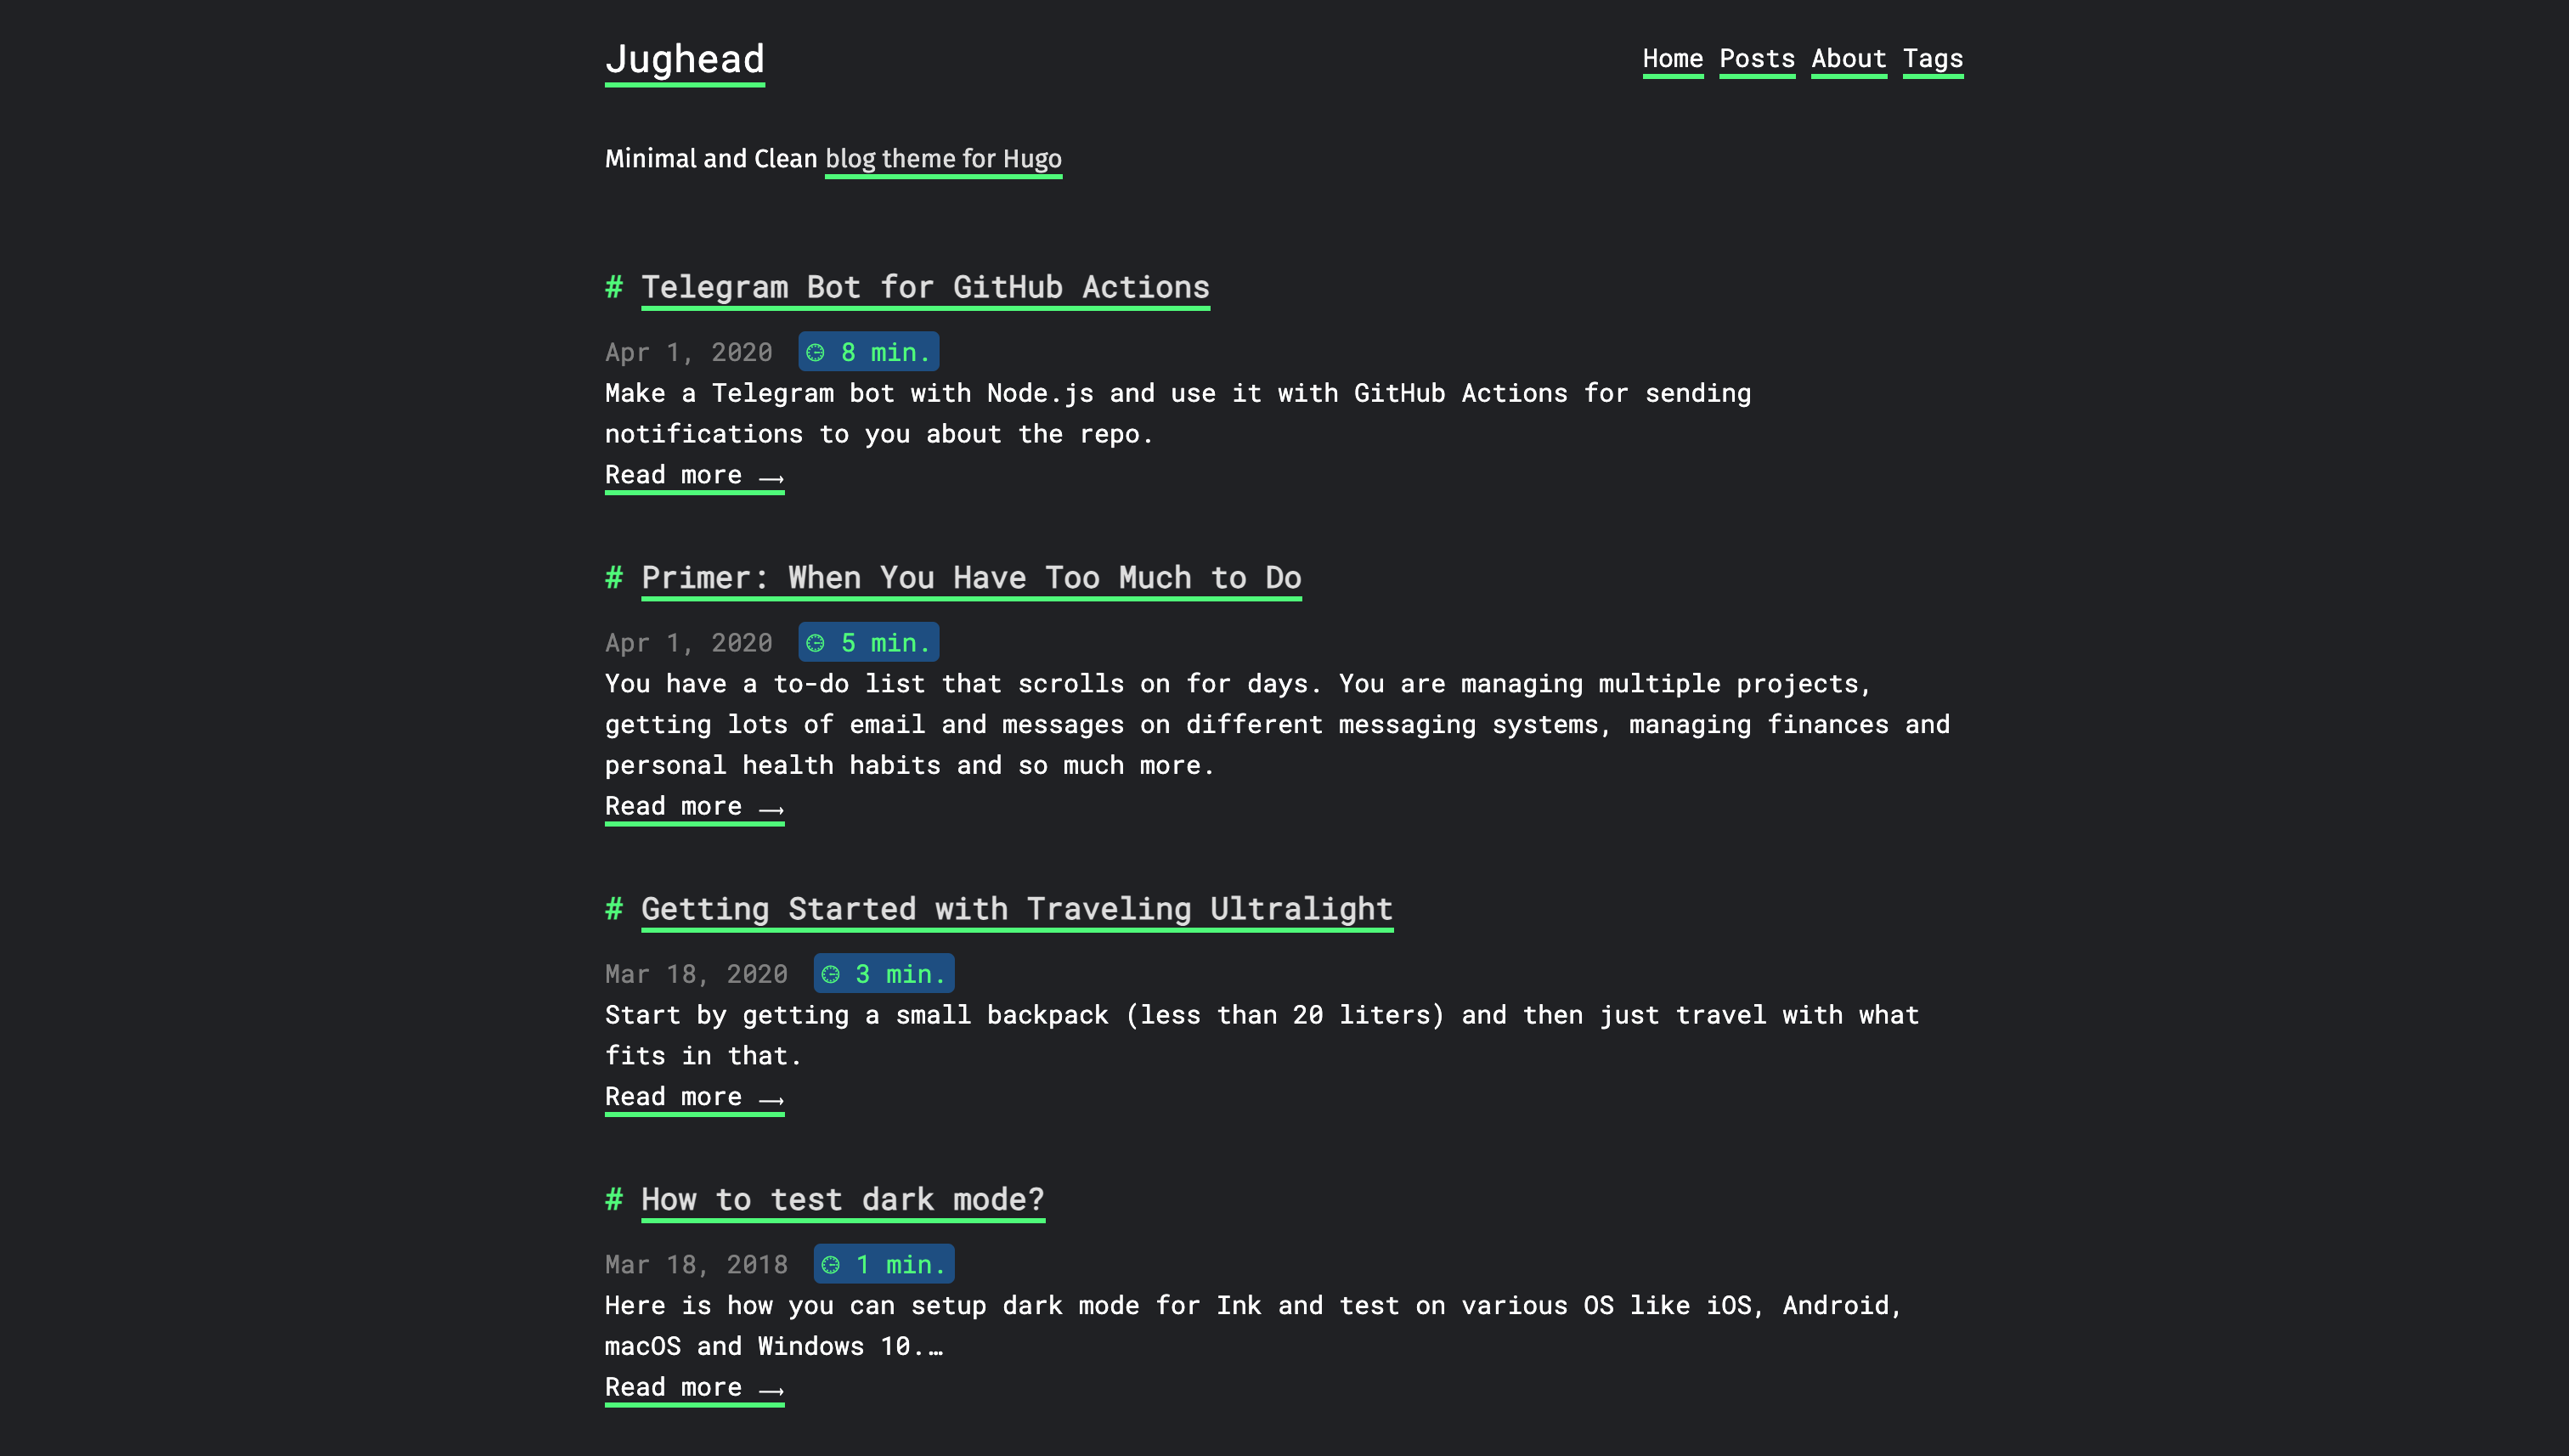 Jughead
Home Posts About Tags
Minimal and Clean blog theme for Hugo
# Telegram Bot for GitHub Actions
Apr 1, 2020 8 min.
Make a Telegram bot with Node.js and use it with GitHub Actions for sending
notifications to you about the repo.
Read more ⟶
# Primer: When You Have Too Much to Do
Apr 1, 2020 5 min.
You have a to-do list that scrolls on for days. You are managing multiple projects,
getting lots of email and messages on different messaging systems, managing finances and
personal health habits and so much more.
Read more ⟶
# Getting Started with Traveling Ultralight
Mar 18, 2020 3 min.
Start by getting a small backpack (less than 20 liters) and then just travel with what
fits in that.
Read more ⟶
# How to test dark mode?
Mar 18, 2018 1 min.
Here is how you can setup dark mode for Ink and test on various OS like iOS, Android,
macOS and Windows 10.…
Read more ⟶